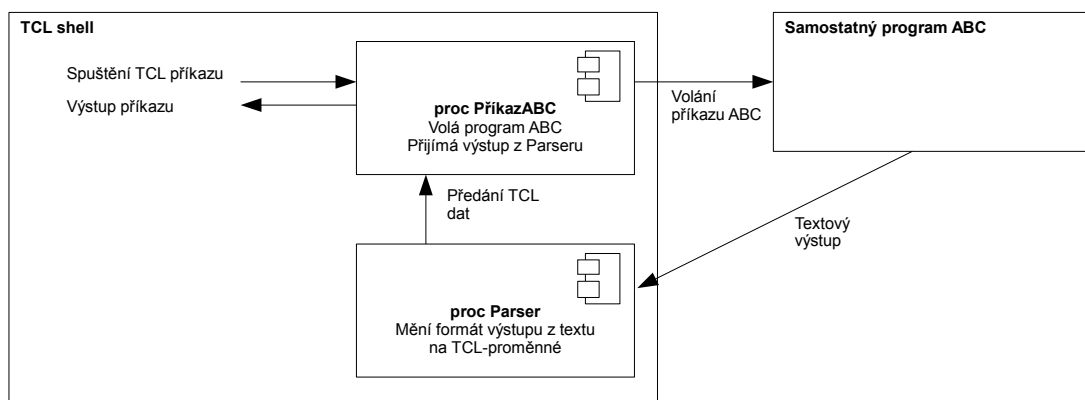 TCL shell
Samostatný program ABC
Spuštění TCL příkazu
Výstup příkazu
proc PříkazABC
Volá program ABC
Přijímá výstup z Parseru
Volání
příkazu ABC
Předání TCL
dat
Textový
výstup
proc Parser
Mění formát výstupu z textu
na TCL-proměnné